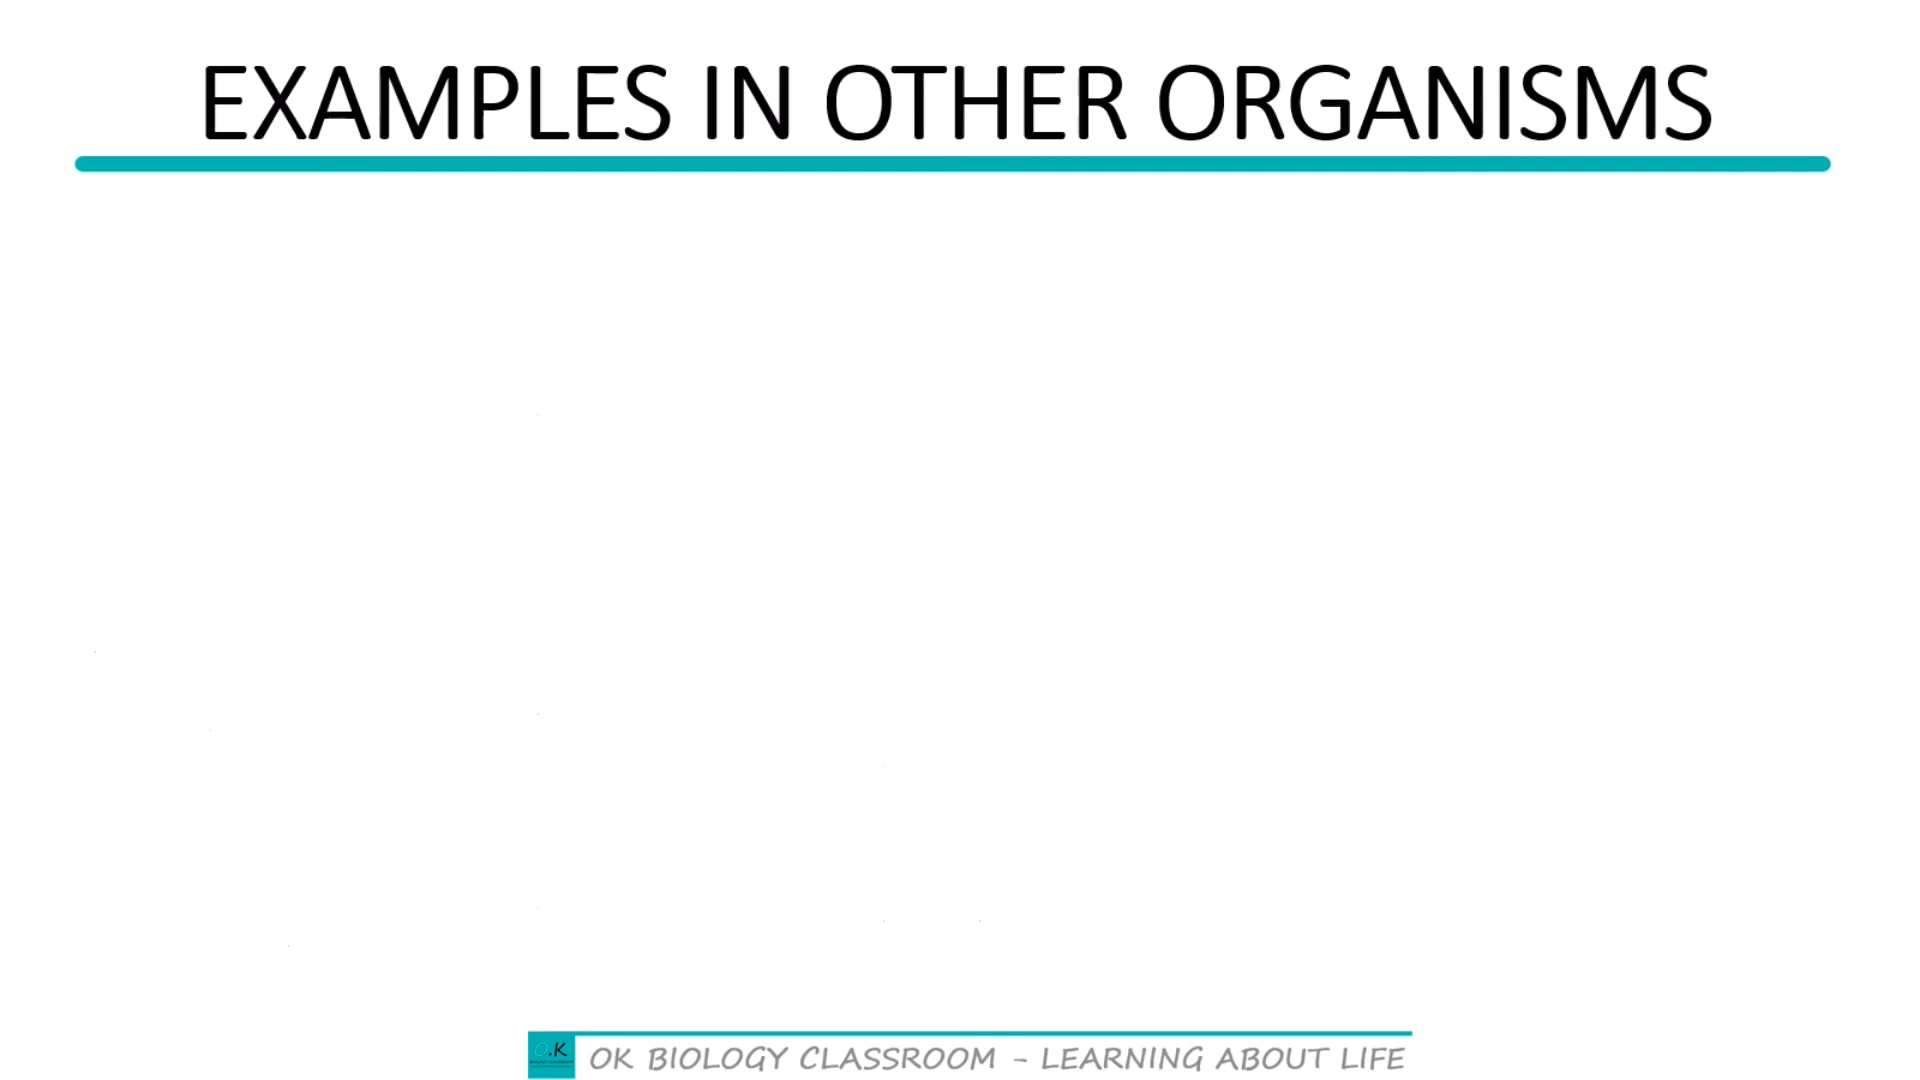 EXAMPLES IN OTHER ORGANISMS
O.K
OK BIOLOGY CLASSROOM - LEARNING ABOUT LIFE